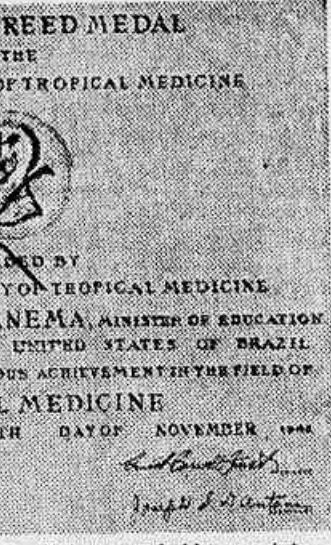 REED MEDAL
THE
OF TROPICAL MEDICINE
BY
OF TROPICAL MEDICINE
NEMA, MINISTER OF EDUCATION
UNITED STATES OF BRAZIL
OUS ACHIEVEMENT IN THE FIELD OF
L MEDICINE
TH DAY OF NOVEMBER